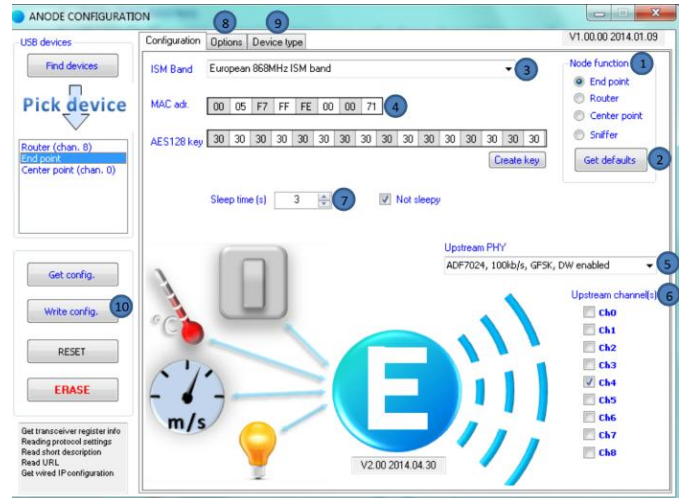 ANODE CONFIGURATION
8
9
USB devices
Find devices
Pick device
Router (chan. 8)
End point
Center point (chan. 0)
Get config.
Write config.
10
RESET
ERASE
Get transceiver register info
Reading protocol settings
Read short description
Read URL
Get wired IP configuration
Configuration Options Device type
V1.00.00 2014.01.09
ISM Band European 868MHz ISM band 3
MAC adr. 00 05 F7 FF FE 00 00 71 4
AES128 key 30 30 30 30 30 30 30 30 30 30 30 30 30 30 30 30
Create key
Sleep time (s) 3 7 Not sleepy
Node function 1
End point
Router
Center point
Sniffer
Get defaults 2
Upstream PHY
ADF7024, 100kb/s, GFSK, DW enabled 5
Upstream channel(s) 6
Ch0
Ch1
Ch2
Ch3
Ch4
Ch5
Ch6
Ch7
Ch8
°C
m/s
E
V2.00 2014.04.30